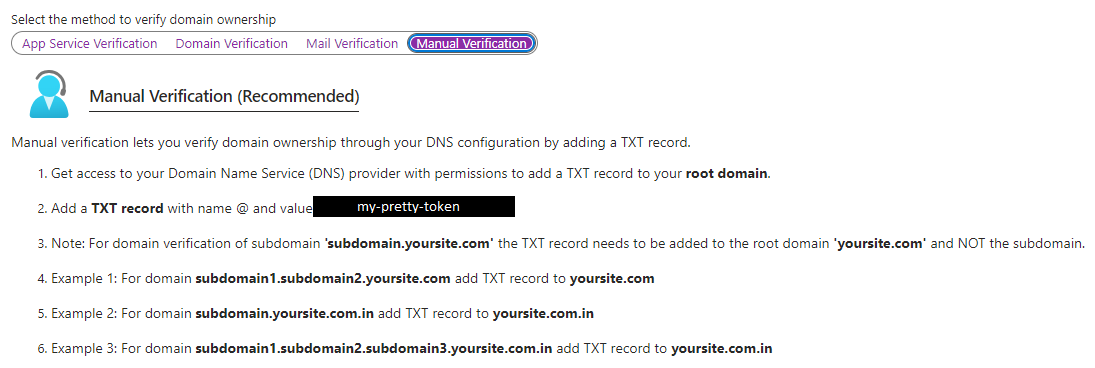 Select the method to verify domain ownership
App Service Verification Domain Verification Mail Verification Manual Verification
Manual Verification (Recommended)
Manual verification lets you verify domain ownership through your DNS configuration by adding a TXT record.
1. Get access to your Domain Name Service (DNS) provider with permissions to add a TXT record to your root domain.
2. Add a TXT record with name @ and value my-pretty-token
3. Note: For domain verification of subdomain 'subdomain.yoursite.com' the TXT record needs to be added to the root domain 'yoursite.com' and NOT the subdomain.
4. Example 1: For domain subdomain1.subdomain2.yoursite.com add TXT record to yoursite.com
5. Example 2: For domain subdomain.yoursite.com.in add TXT record to yoursite.com.in
6. Example 3: For domain subdomain1.subdomain2.subdomain3.yoursite.com.in add TXT record to yoursite.com.in